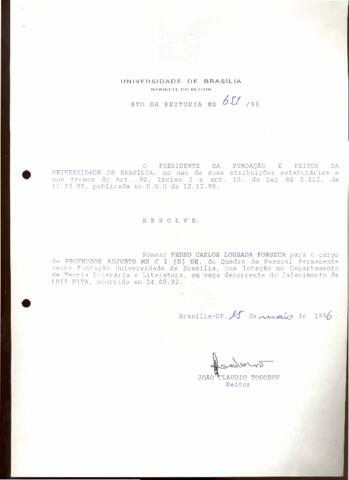 UNIVERSIDADE DE BRASÍLIA
GABINETE DO REITOR
ATO DA REITORIA Nº 651 /96
O PRESIDENTE DA FUNDAÇÃO E REITOR DA
UNIVERSIDADE DE BRASÍLIA, no uso de suas atribuições estatutárias e
nos termos do Art. 9º, Inciso I e art. 10, da Lei Nº 8.112, de
11.12.90, publicada no D.O.U de 12.12.90,
R E S O L V E:
Nomear PEDRO CARLOS LOUZADA FONSECA para o cargo
de PROFESSOR ADJUNTO MS C I (D) DE, do Quadro de Pessoal Permanente
desta Fundação Universidade de Brasília, com lotação no Departamento
de Teoria Literária e Literatura, em vaga decorrente do falecimento de
LUIS PIVA, ocorrido em 24.08.92.
Brasília-DF, 15 de maio de 1996.
JOÃO CLAUDIO TODOROV
Reitor